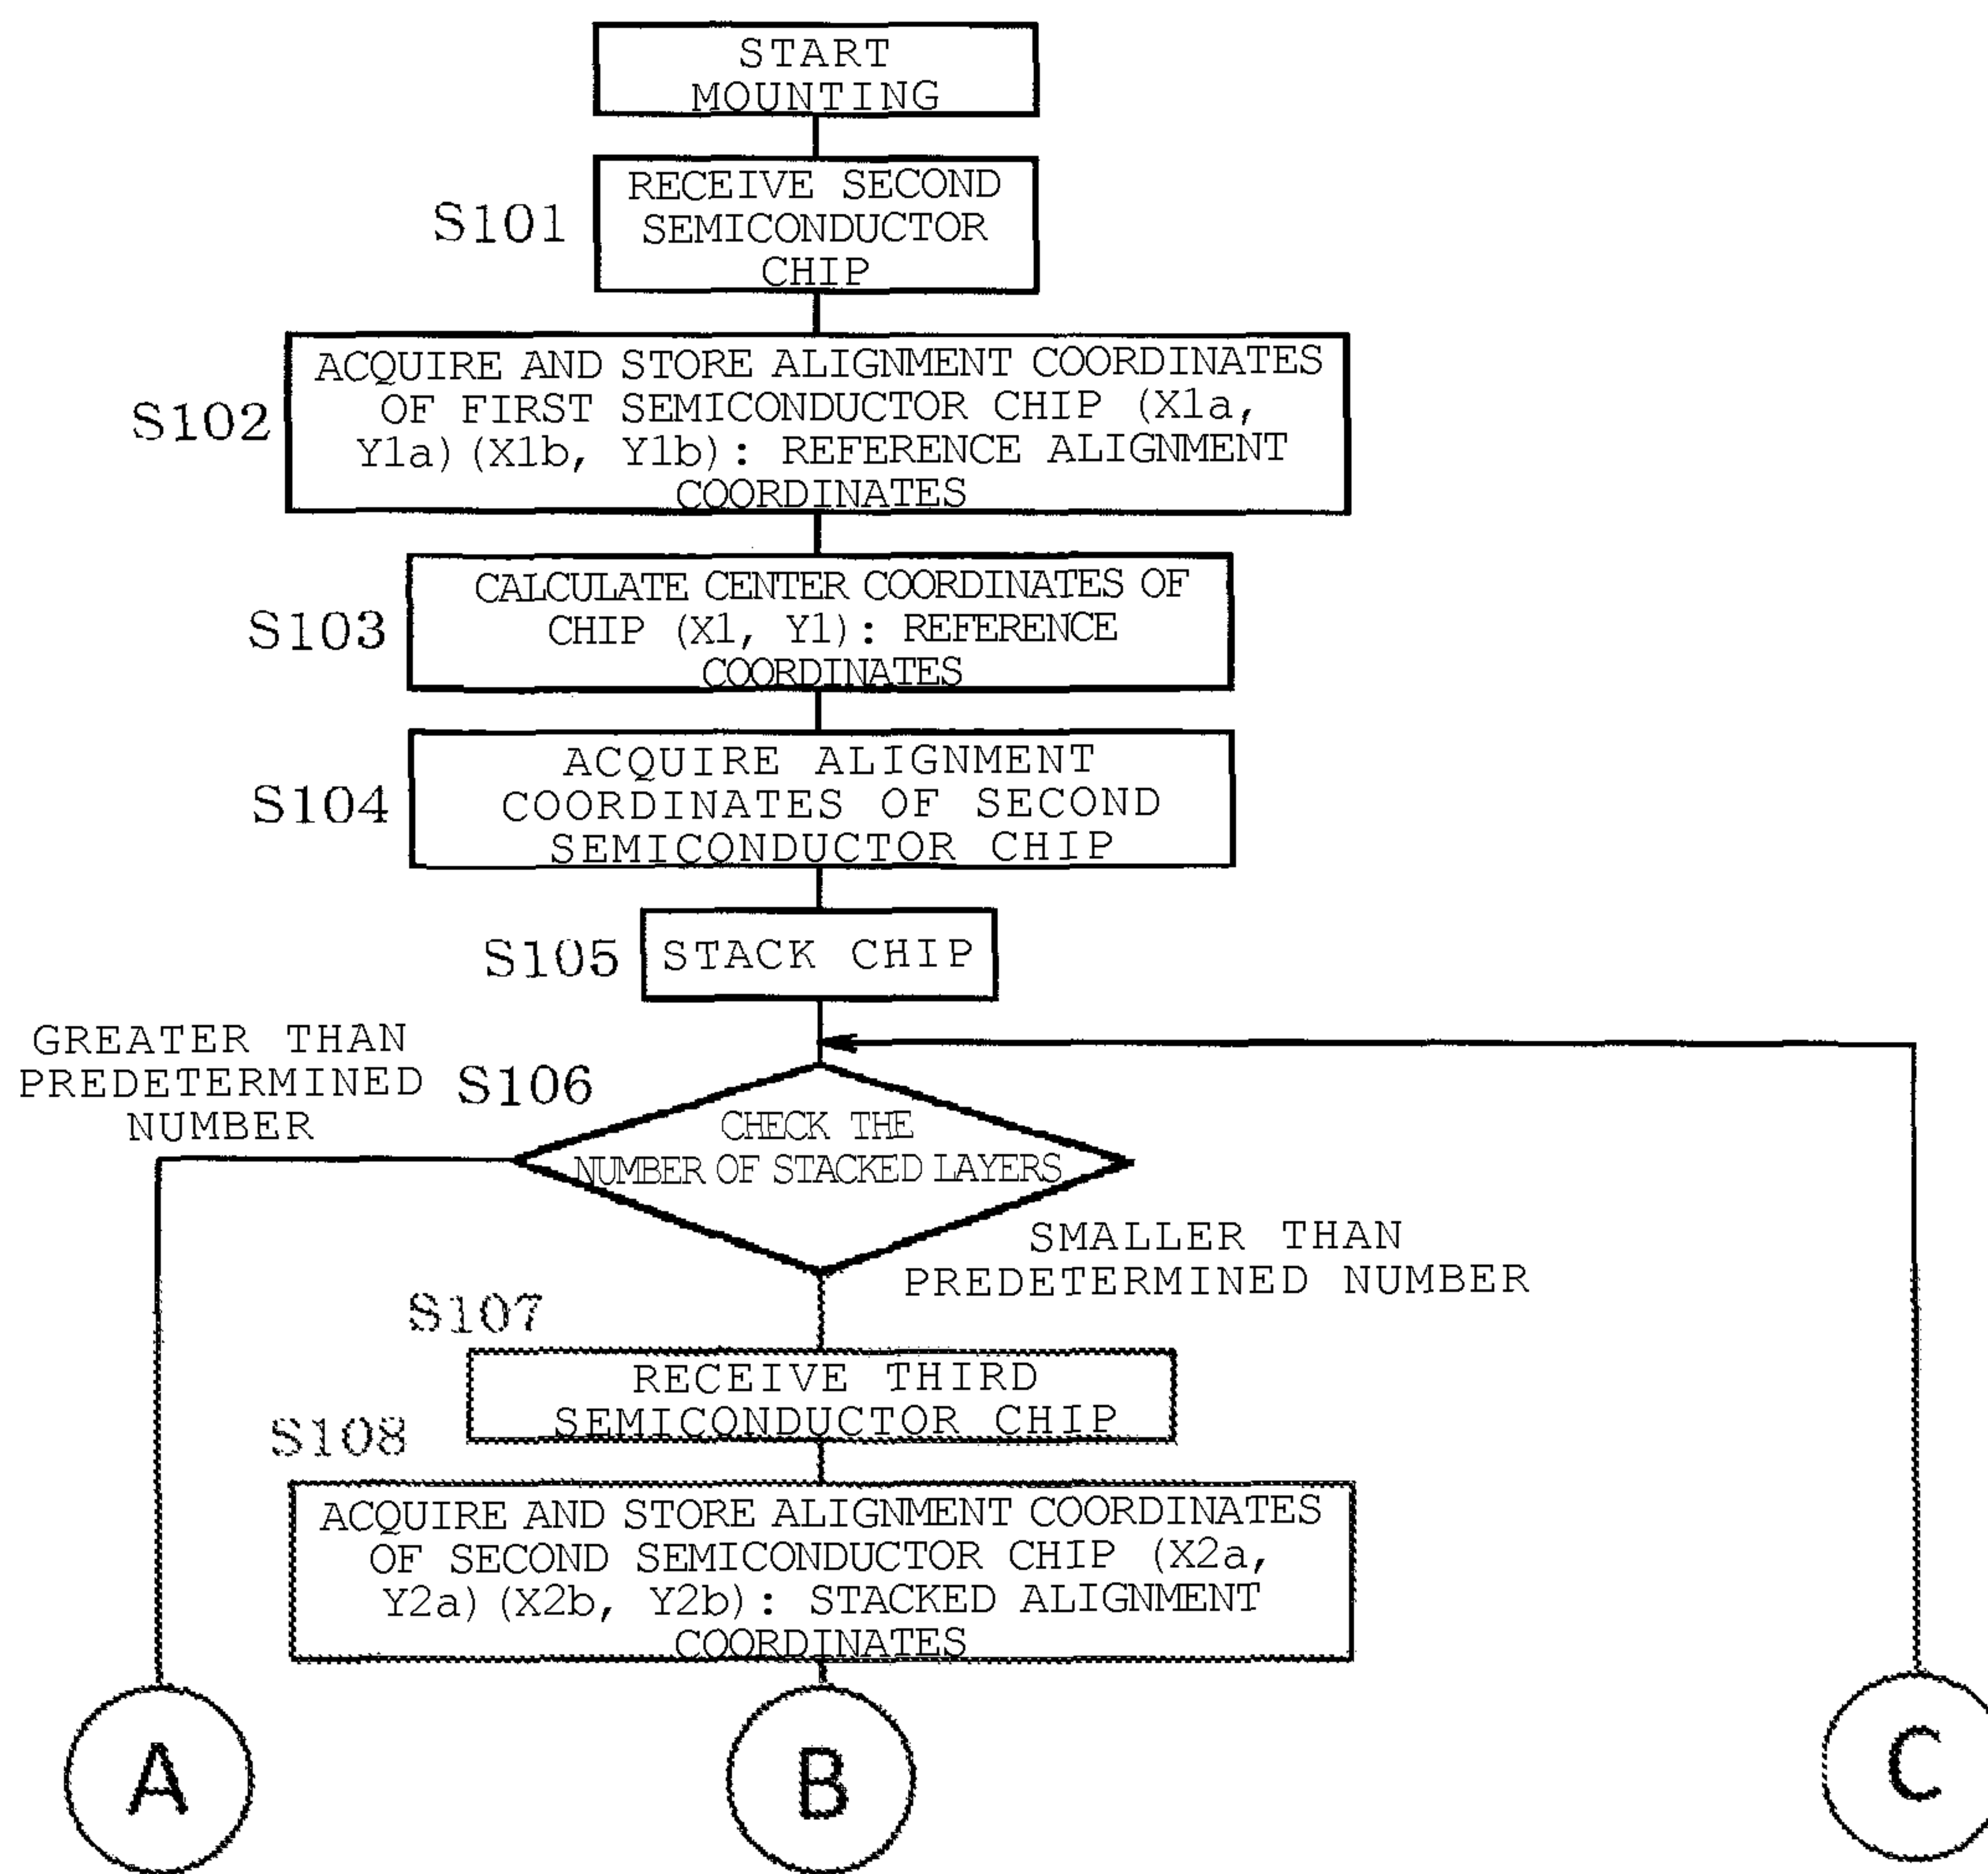 START
MOUNTING
S101
RECEIVE SECOND
SEMICONDUCTOR
CHIP
S102
ACQUIRE AND STORE ALIGNMENT COORDINATES
OF FIRST SEMICONDUCTOR CHIP (X1a,
Y1a)(X1b, Y1b): REFERENCE ALIGNMENT
COORDINATES
S103
CALCULATE CENTER COORDINATES OF
CHIP (X1, Y1): REFERENCE
COORDINATES
S104
ACQUIRE ALIGNMENT
COORDINATES OF SECOND
SEMICONDUCTOR CHIP
S105
STACK CHIP
GREATER THAN
PREDETERMINED
NUMBER
S106
CHECK THE
NUMBER OF STACKED LAYERS
SMALLER THAN
PREDETERMINED NUMBER
S107
RECEIVE THIRD
SEMICONDUCTOR CHIP
S108
ACQUIRE AND STORE ALIGNMENT COORDINATES
OF SECOND SEMICONDUCTOR CHIP (X2a,
Y2a)(X2b, Y2b): STACKED ALIGNMENT
COORDINATES
A
B
C